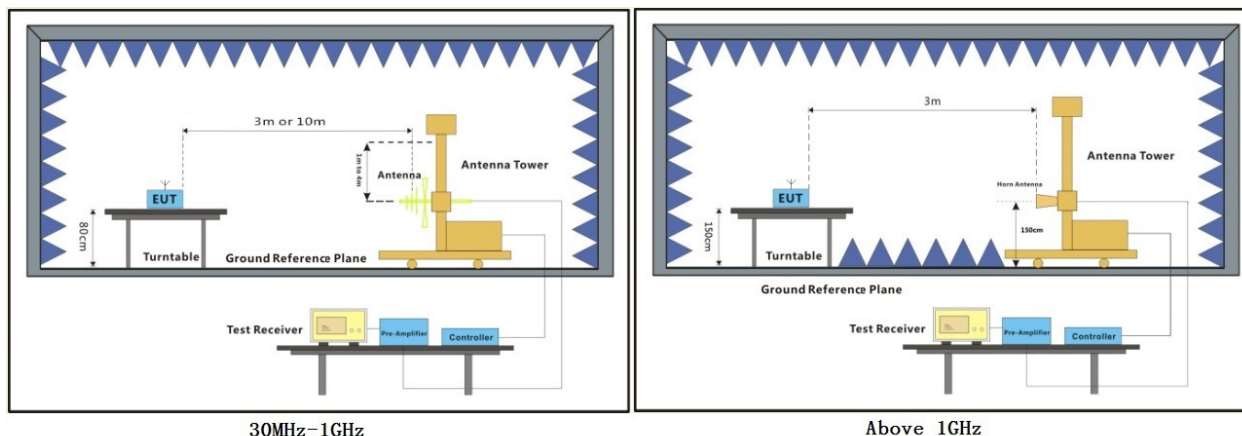 3m or 10m
1m to 4m
Antenna
Antenna Tower
EUT
80cm
Turntable
Ground Reference Plane
Test Receiver
Pre-Amplifier
Controller
30MHz-1GHz
3m
Antenna Tower
Horn Antenna
EUT
150cm
150cm
Turntable
Ground Reference Plane
Test Receiver
Pre-Amplifier
Controller
Above 1GHz